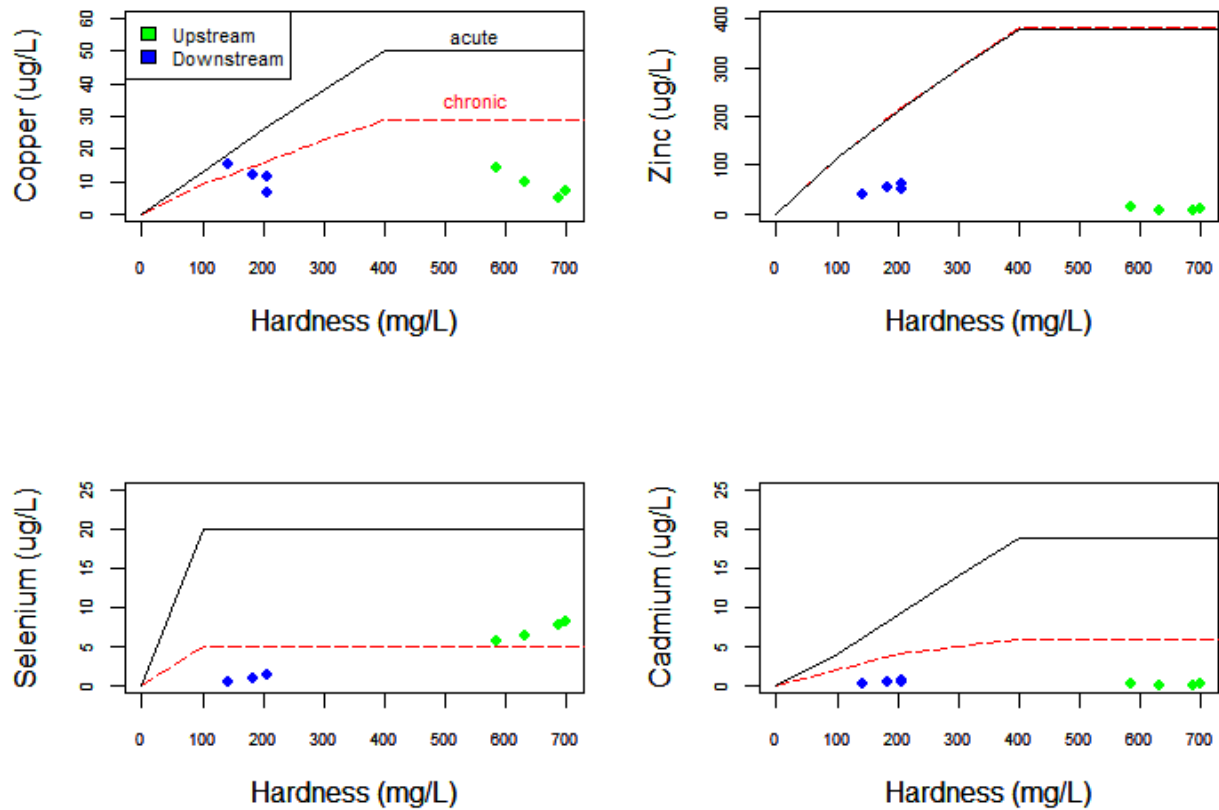 Copper (ug/L)
60
50
40
30
20
10
0
Upstream
Downstream
acute
chronic
0 100 200 300 400 500 600 700
Hardness (mg/L)
Zinc (ug/L)
400
300
200
100
0
0 100 200 300 400 500 600 700
Hardness (mg/L)
Selenium (ug/L)
25
20
15
10
5
0
0 100 200 300 400 500 600 700
Hardness (mg/L)
Cadmium (ug/L)
25
20
15
10
5
0
0 100 200 300 400 500 600 700
Hardness (mg/L)